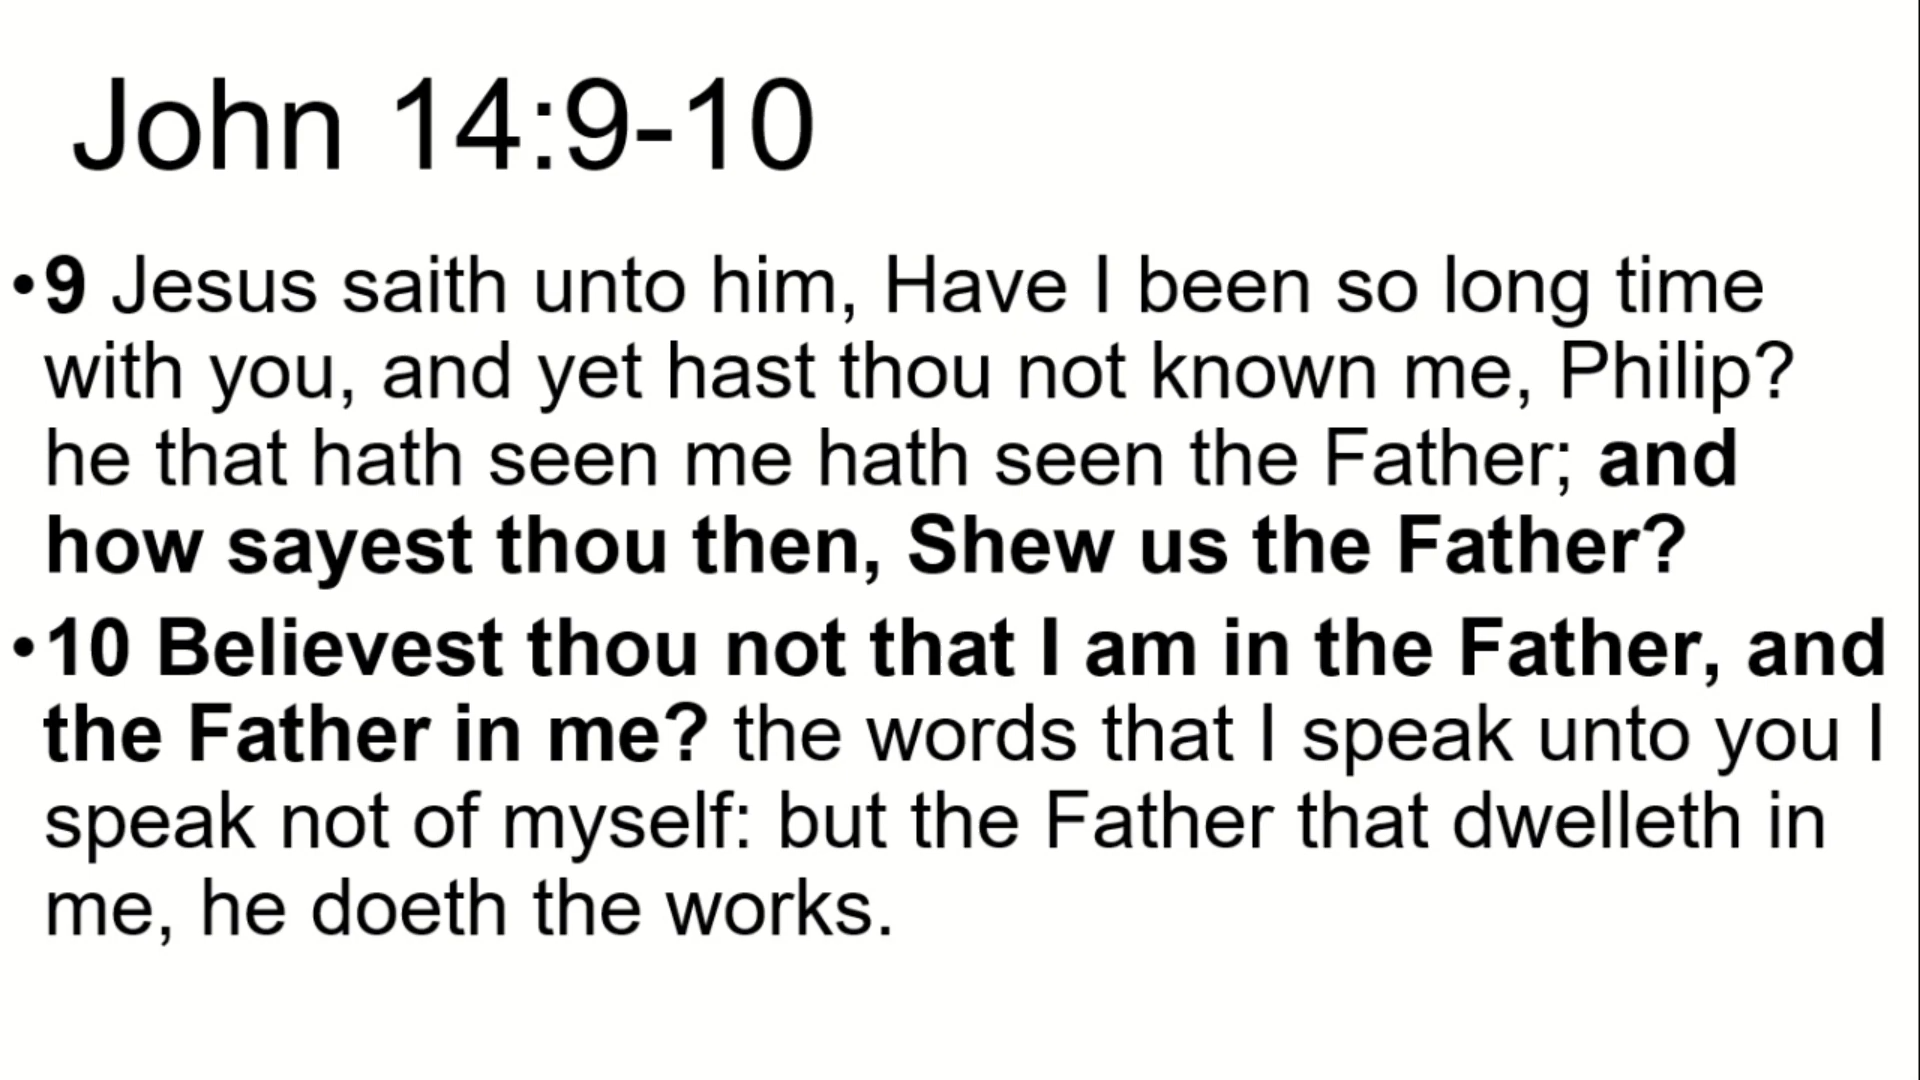 John 14:9-10
•9 Jesus saith unto him, Have I been so long time
with you, and yet hast thou not known me, Philip?
he that hath seen me hath seen the Father; and
how sayest thou then, Shew us the Father?
•10 Believest thou not that I am in the Father, and
the Father in me? the words that I speak unto you I
speak not of myself: but the Father that dwelleth in
me, he doeth the works.